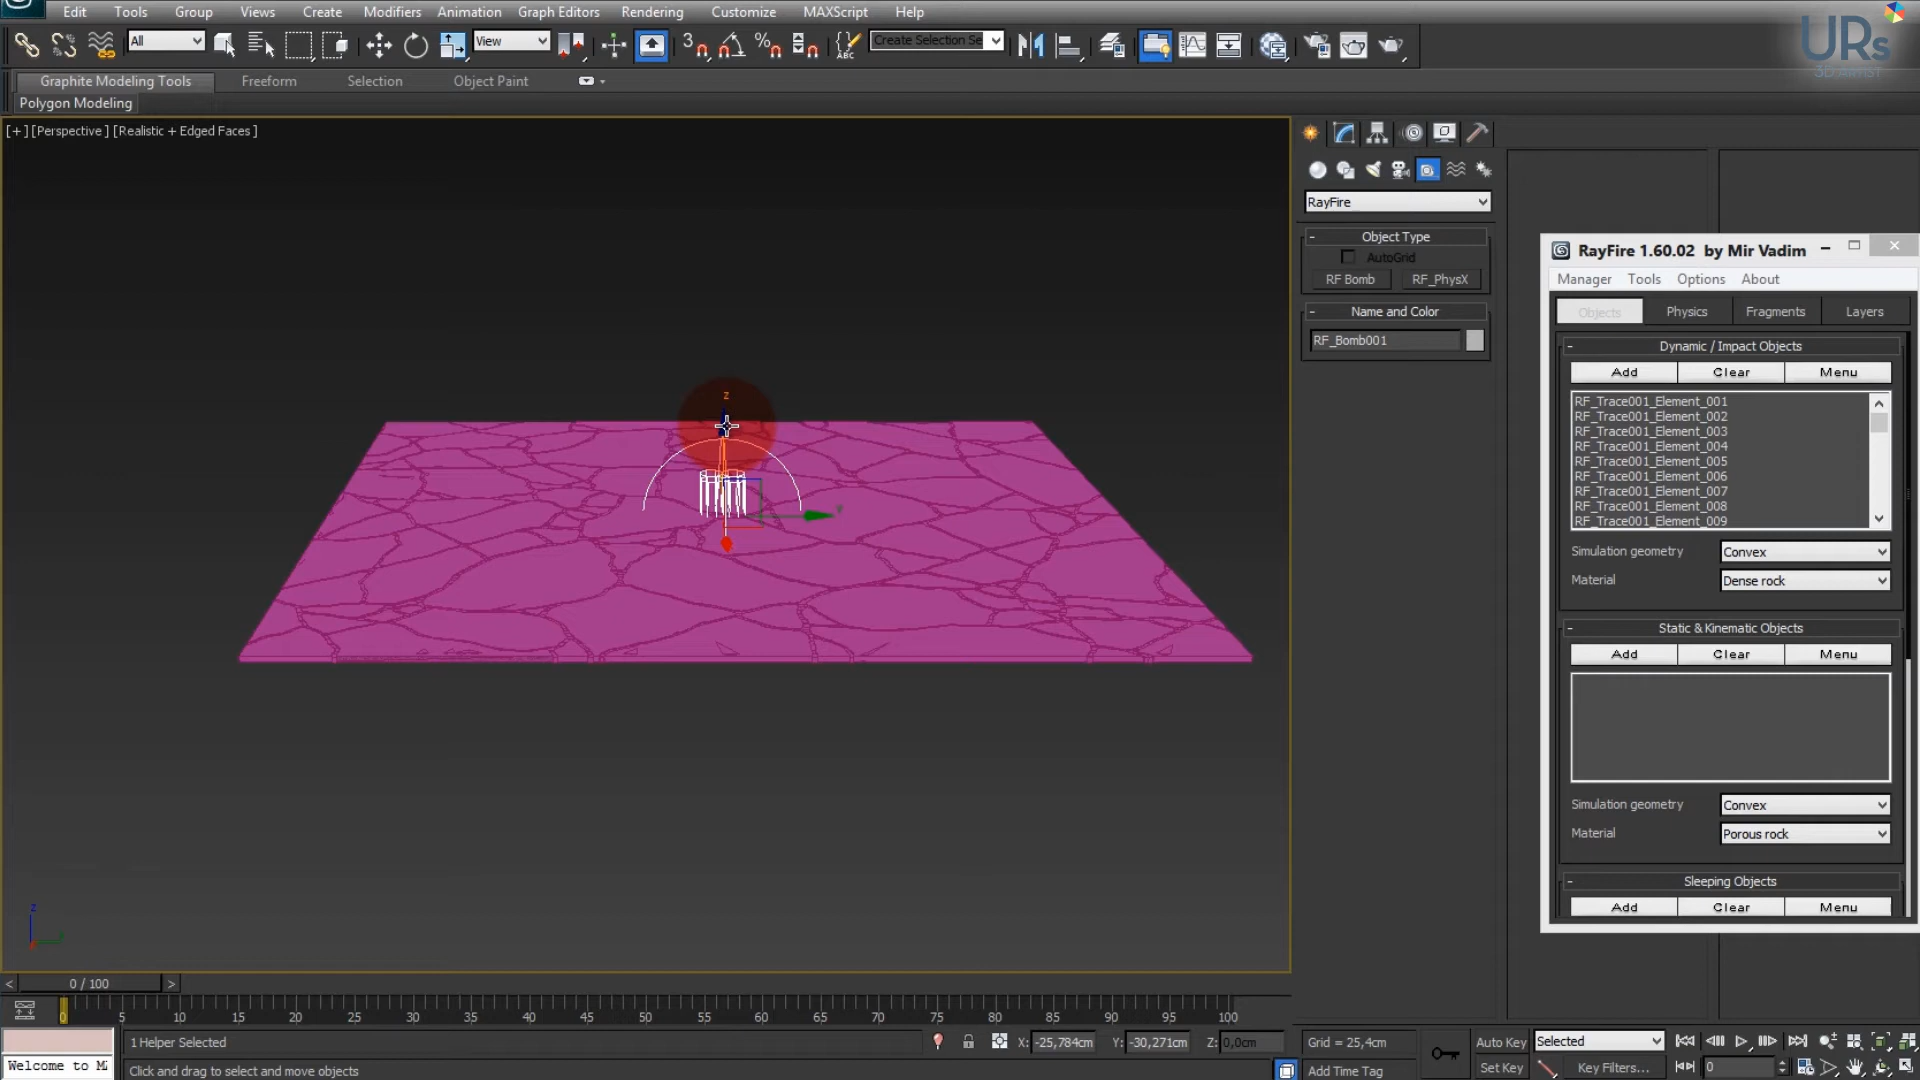 Edit Tools Group Views Create Modifiers Animation Graph Editors Rendering Customize MAXScript Help
All View 3 Create Selection Se
URs
3D ARTIST
Graphite Modeling Tools Freeform Selection Object Paint
Polygon Modeling
[+] [Perspective] [Realistic + Edged Faces]
RayFire
- Object Type
AutoGrid
RF Bomb RF_PhysX
- Name and Color
RF_Bomb001
RayFire 1.60.02 by Mir Vadim
Manager Tools Options About
Objects Physics Fragments Layers
- Dynamic / Impact Objects
Add Clear Menu
RF_Trace001_Element_001
RF_Trace001_Element_002
RF_Trace001_Element_003
RF_Trace001_Element_004
RF_Trace001_Element_005
RF_Trace001_Element_006
RF_Trace001_Element_007
RF_Trace001_Element_008
RF_Trace001_Element_009
Simulation geometry Convex
Material Dense rock
- Static & Kinematic Objects
Add Clear Menu
Simulation geometry Convex
Material Porous rock
- Sleeping Objects
Add Clear Menu
z
z
< 0 / 100 >
0 5 10 15 20 25 30 35 40 45 50 55 60 65 70 75 80 85 90 95 100
1 Helper Selected X: -25,784cm Y: -30,271cm Z: 0,0cm Grid = 25,4cm Auto Key Selected
Welcome to M Click and drag to select and move objects Add Time Tag Set Key Key Filters... 0